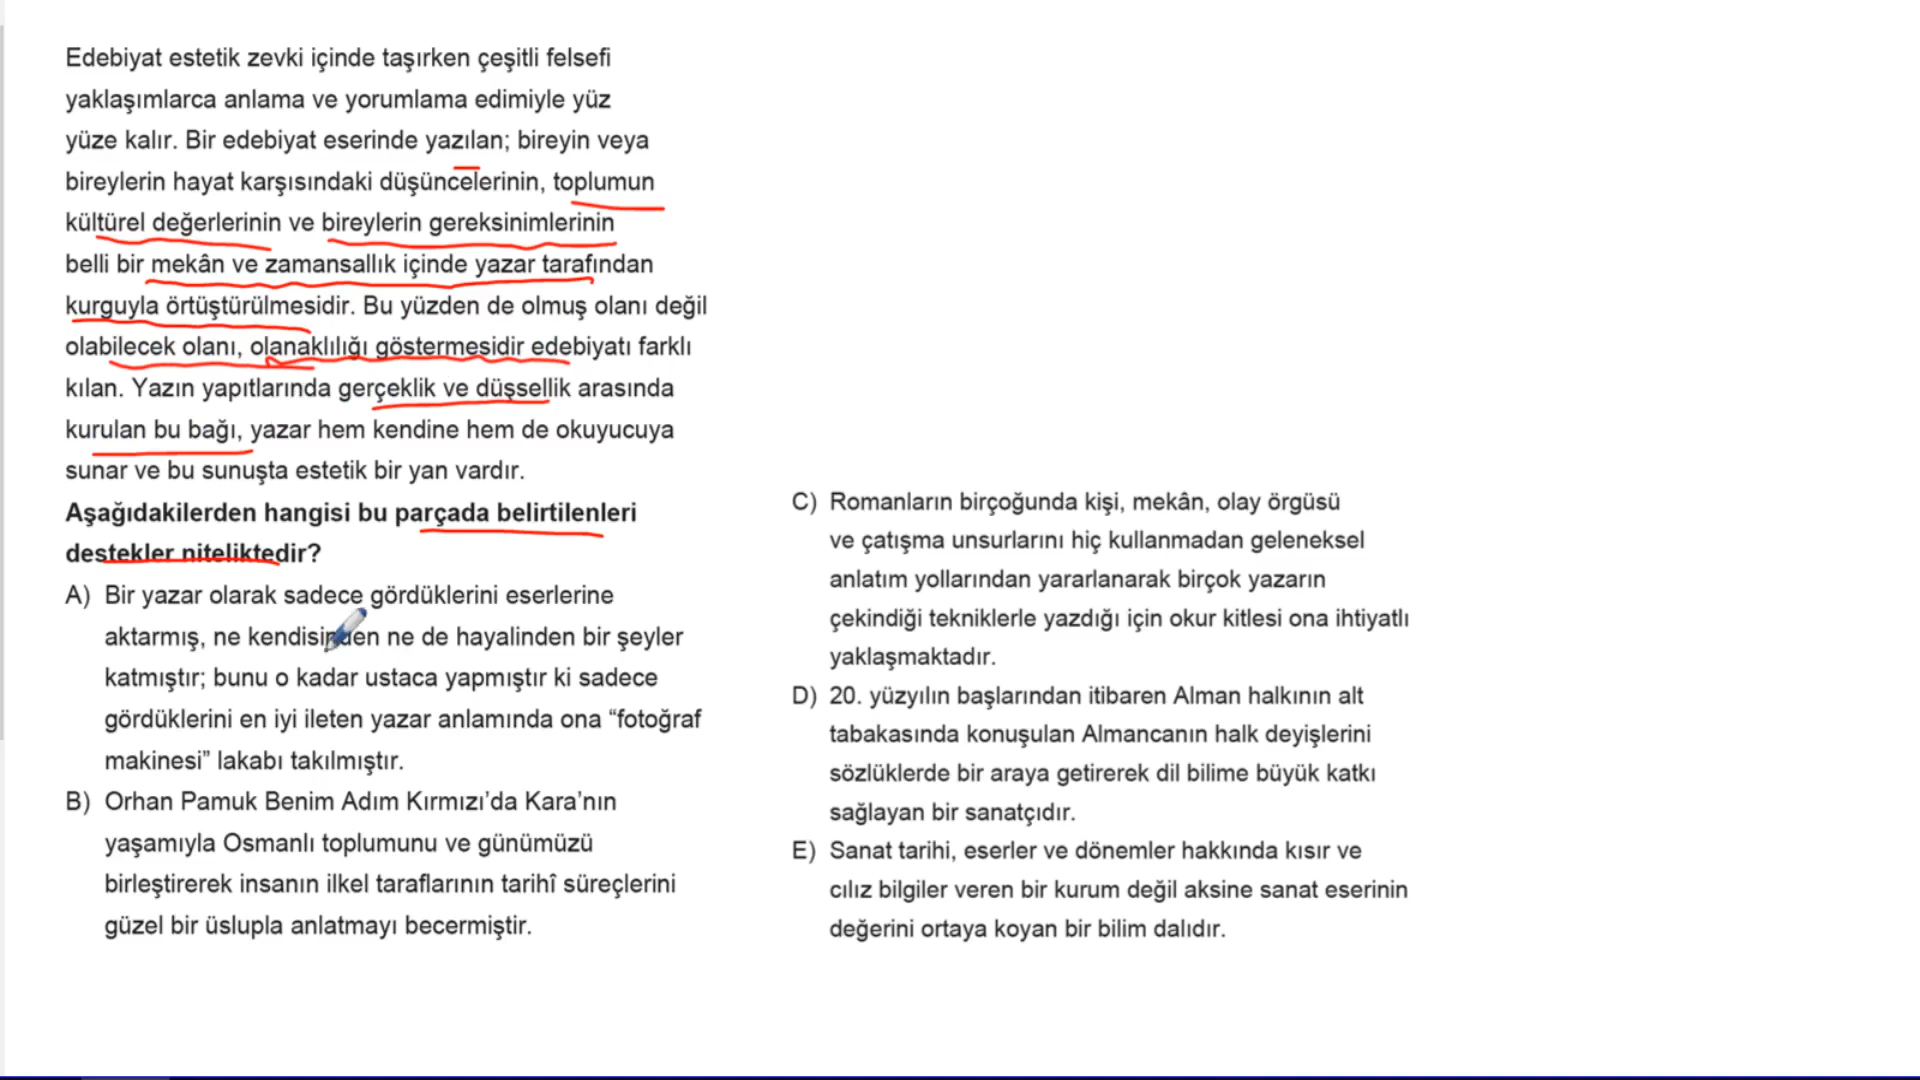 Edebiyat estetik zevki içinde taşırken çeşitli felsefi
yaklaşımlarca anlama ve yorumlama edimiyle yüz
yüze kalır. Bir edebiyat eserinde yazılan; bireyin veya
bireylerin hayat karşısındaki düşüncelerinin, toplumun
kültürel değerlerinin ve bireylerin gereksinimlerinin
belli bir mekân ve zamansallık içinde yazar tarafından
kurguyla örtüştürülmesidir. Bu yüzden de olmuş olanı değil
olabilecek olanı, olanaklılığı göstermesidir edebiyatı farklı
kılan. Yazın yapıtlarında gerçeklik ve düşsellik arasında
kurulan bu bağı, yazar hem kendine hem de okuyucuya
sunar ve bu sunuşta estetik bir yan vardır.
Aşağıdakilerden hangisi bu parçada belirtilenleri
destekler niteliktedir?
A) Bir yazar olarak sadece gördüklerini eserlerine
aktarmış, ne kendisinden ne de hayalinden bir şeyler
katmıştır; bunu o kadar ustaca yapmıştır ki sadece
gördüklerini en iyi ileten yazar anlamında ona “fotoğraf
makinesi” lakabı takılmıştır.
B) Orhan Pamuk Benim Adım Kırmızı’da Kara’nın
yaşamıyla Osmanlı toplumunu ve günümüzü
birleştirerek insanın ilkel taraflarının tarihî süreçlerini
güzel bir üslupla anlatmayı becermiştir.
C) Romanların birçoğunda kişi, mekân, olay örgüsü
ve çatışma unsurlarını hiç kullanmadan geleneksel
anlatım yollarından yararlanarak birçok yazarın
çekindiği tekniklerle yazdığı için okur kitlesi ona ihtiyatlı
yaklaşmaktadır.
D) 20. yüzyılın başlarından itibaren Alman halkının alt
tabakasında konuşulan Almancanın halk deyişlerini
sözlüklerde bir araya getirerek dil bilime büyük katkı
sağlayan bir sanatçıdır.
E) Sanat tarihi, eserler ve dönemler hakkında kısır ve
cılız bilgiler veren bir kurum değil aksine sanat eserinin
değerini ortaya koyan bir bilim dalıdır.